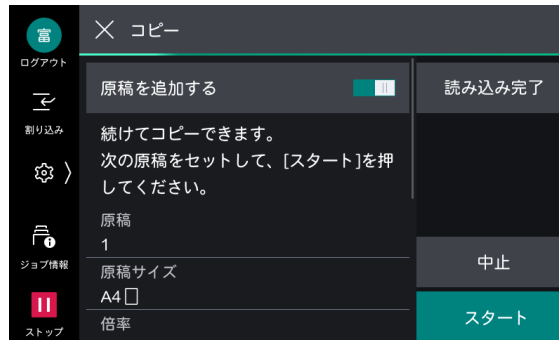 富
ログアウト
割り込み
ジョブ情報
ストップ
コピー
原稿を追加する
続けてコピーできます。
次の原稿をセットして、[スタート]を押
してください。
原稿
1
原稿サイズ
A4
倍率
読み込み完了
中止
スタート